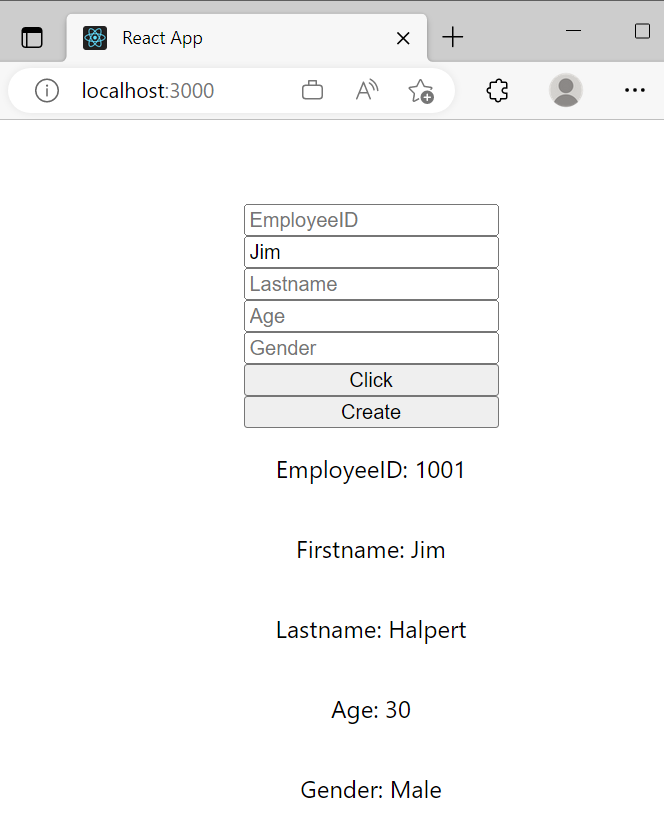 React App
localhost:3000
EmployeeID
Jim
Lastname
Age
Gender
Click
Create
EmployeeID: 1001
Firstname: Jim
Lastname: Halpert
Age: 30
Gender: Male